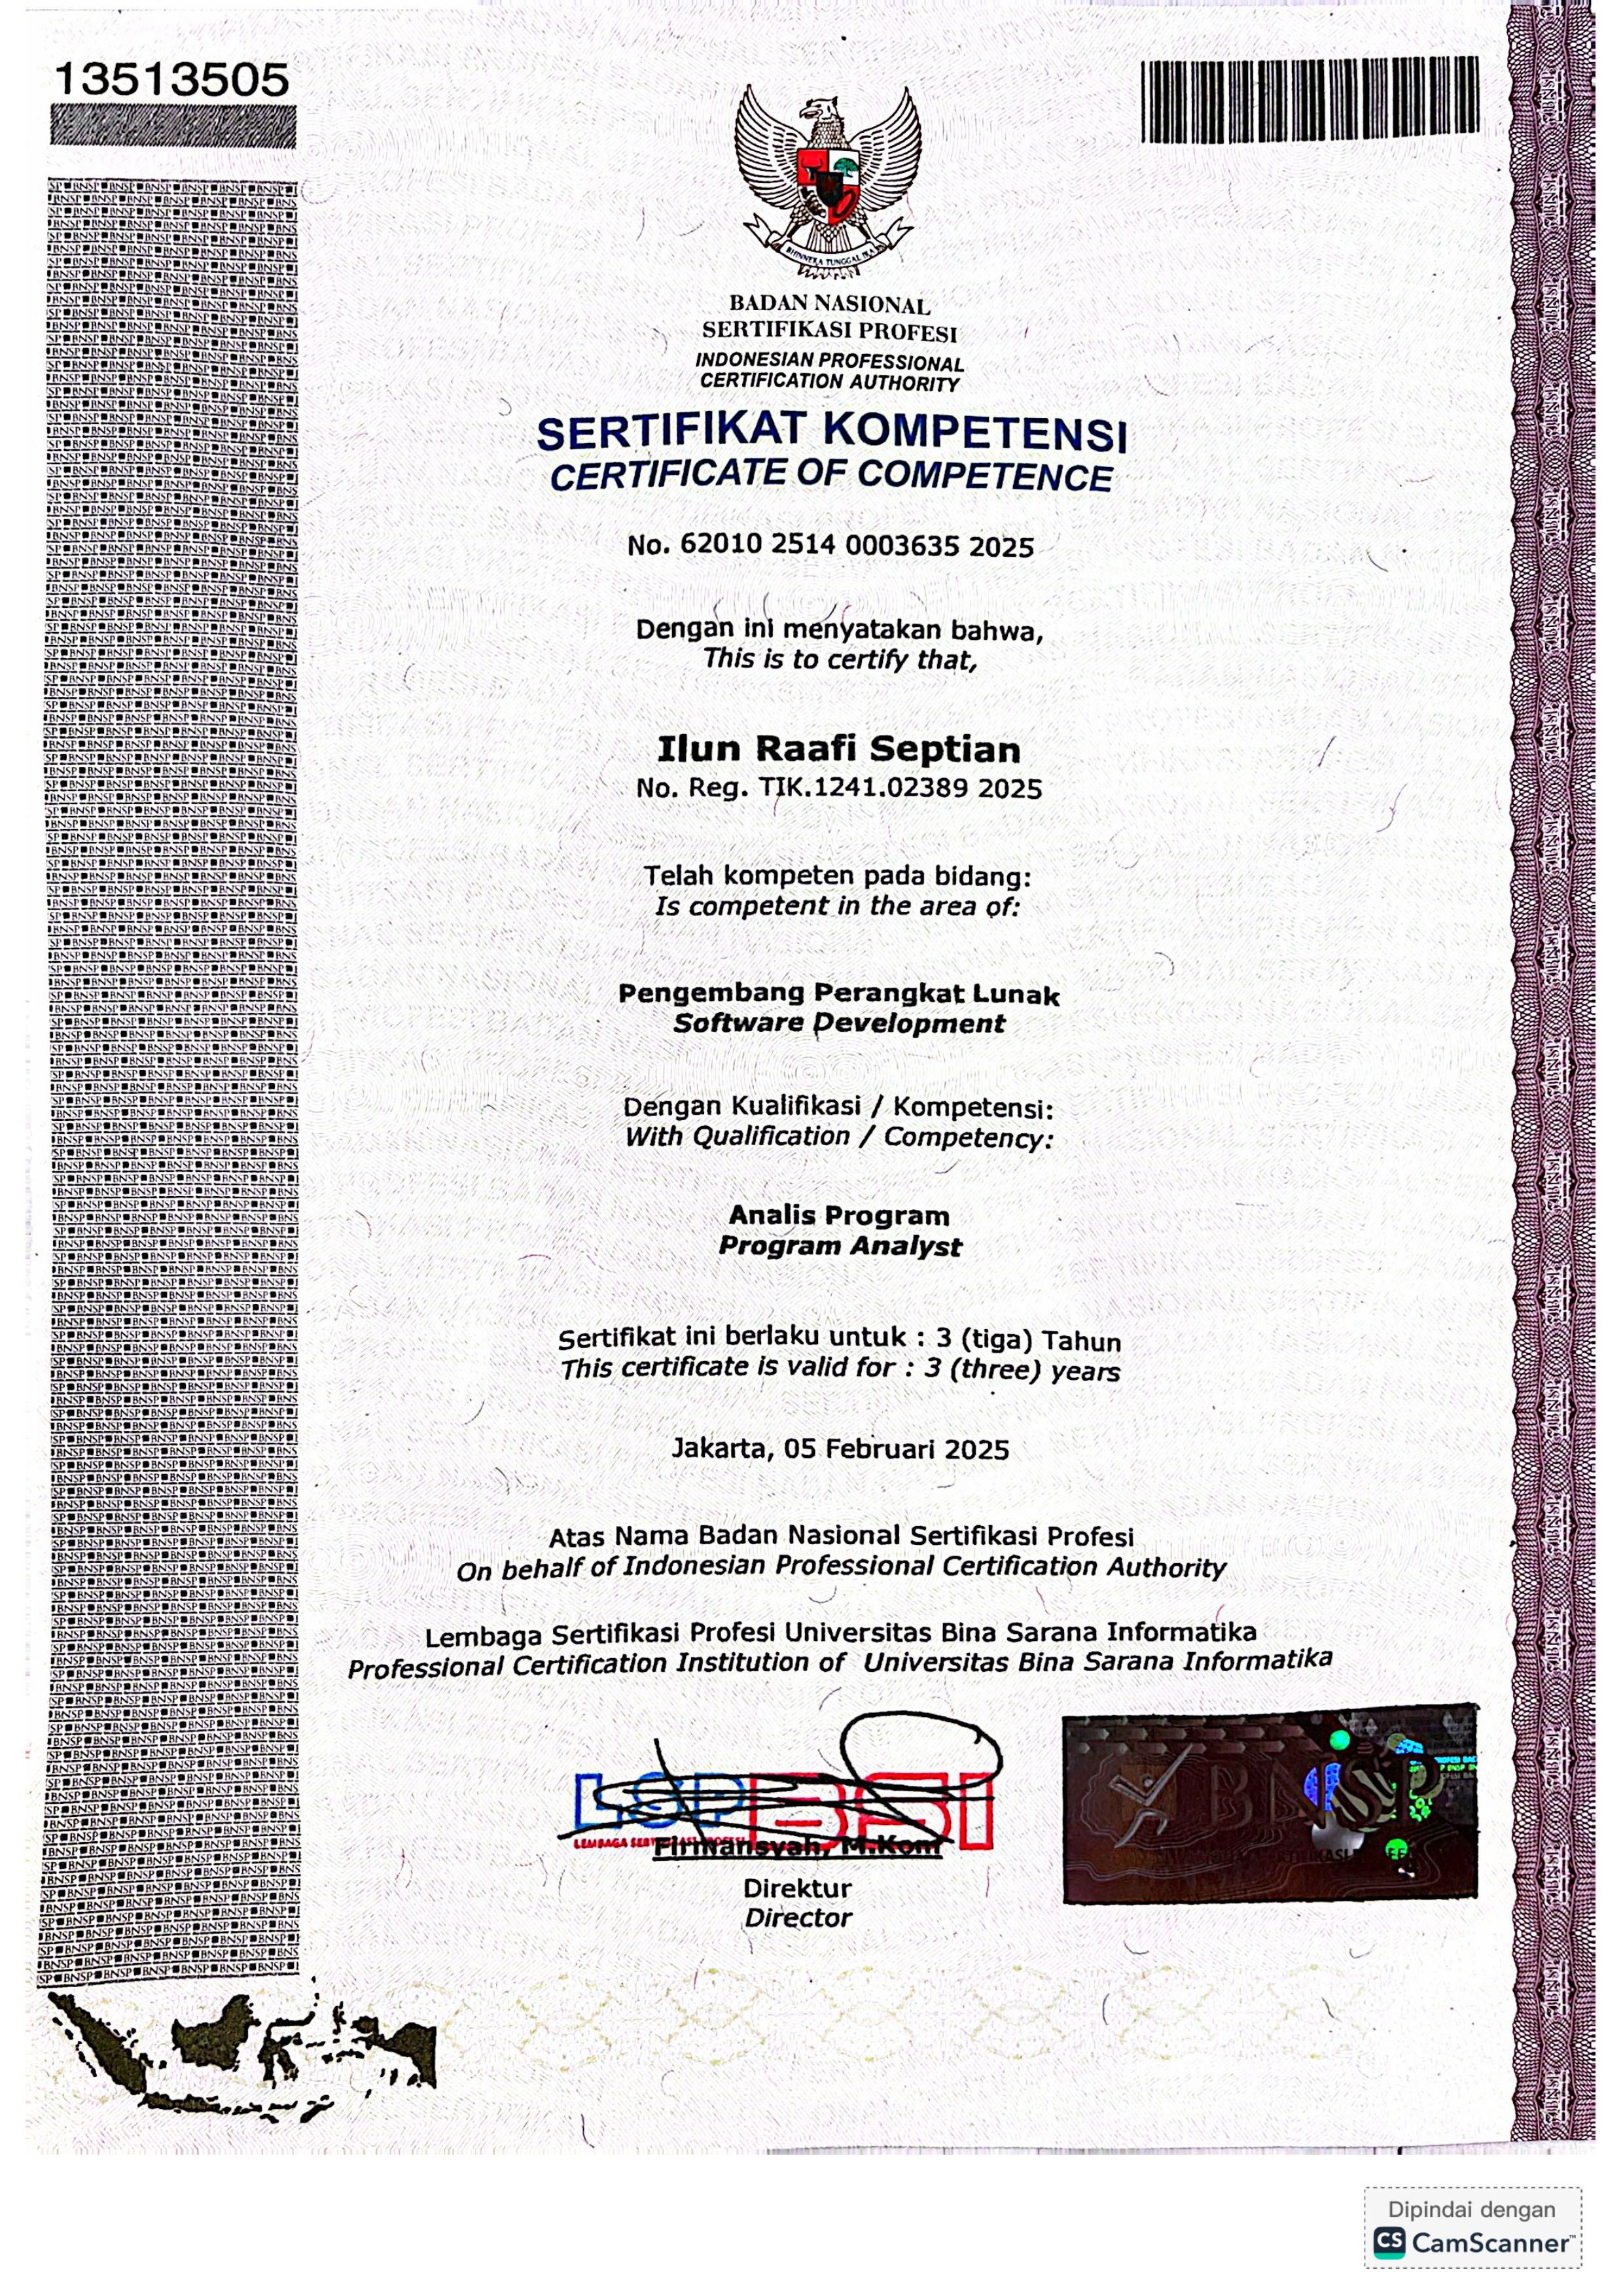 13513505
BHINNEKA TUNGGAL IKA
BADAN NASIONAL
SERTIFIKASI PROFESI
INDONESIAN PROFESSIONAL
CERTIFICATION AUTHORITY
SERTIFIKAT KOMPETENSI
CERTIFICATE OF COMPETENCE
No. 62010 2514 0003635 2025
Dengan ini menyatakan bahwa,
This is to certify that,
Ilun Raafi Septian
No. Reg. TIK.1241.02389 2025
Telah kompeten pada bidang:
Is competent in the area of:
Pengembang Perangkat Lunak
Software Development
Dengan Kualifikasi / Kompetensi:
With Qualification / Competency:
Analis Program
Program Analyst
Sertifikat ini berlaku untuk : 3 (tiga) Tahun
This certificate is valid for : 3 (three) years
Jakarta, 05 Februari 2025
Atas Nama Badan Nasional Sertifikasi Profesi
On behalf of Indonesian Professional Certification Authority
Lembaga Sertifikasi Profesi Universitas Bina Sarana Informatika
Professional Certification Institution of Universitas Bina Sarana Informatika
LSP BSI
LEMBAGA SERTIFIKASI PROFESI
Firmansyah, M.Kom
Direktur
Director
BNSP
Dipindai dengan
CS CamScanner™